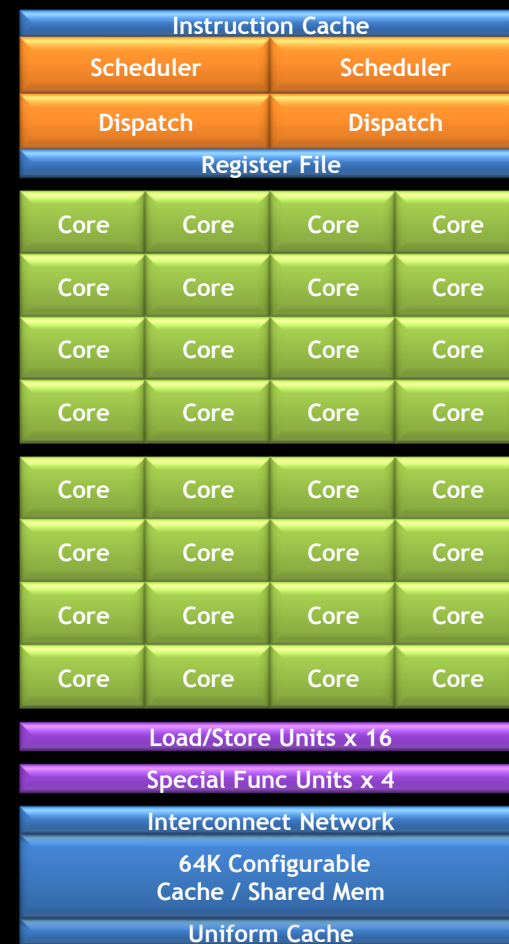 Instruction Cache
Scheduler Scheduler
Dispatch Dispatch
Register File
Core Core Core Core
Core Core Core Core
Core Core Core Core
Core Core Core Core
Core Core Core Core
Core Core Core Core
Core Core Core Core
Core Core Core Core
Load/Store Units x 16
Special Func Units x 4
Interconnect Network
64K Configurable
Cache / Shared Mem
Uniform Cache